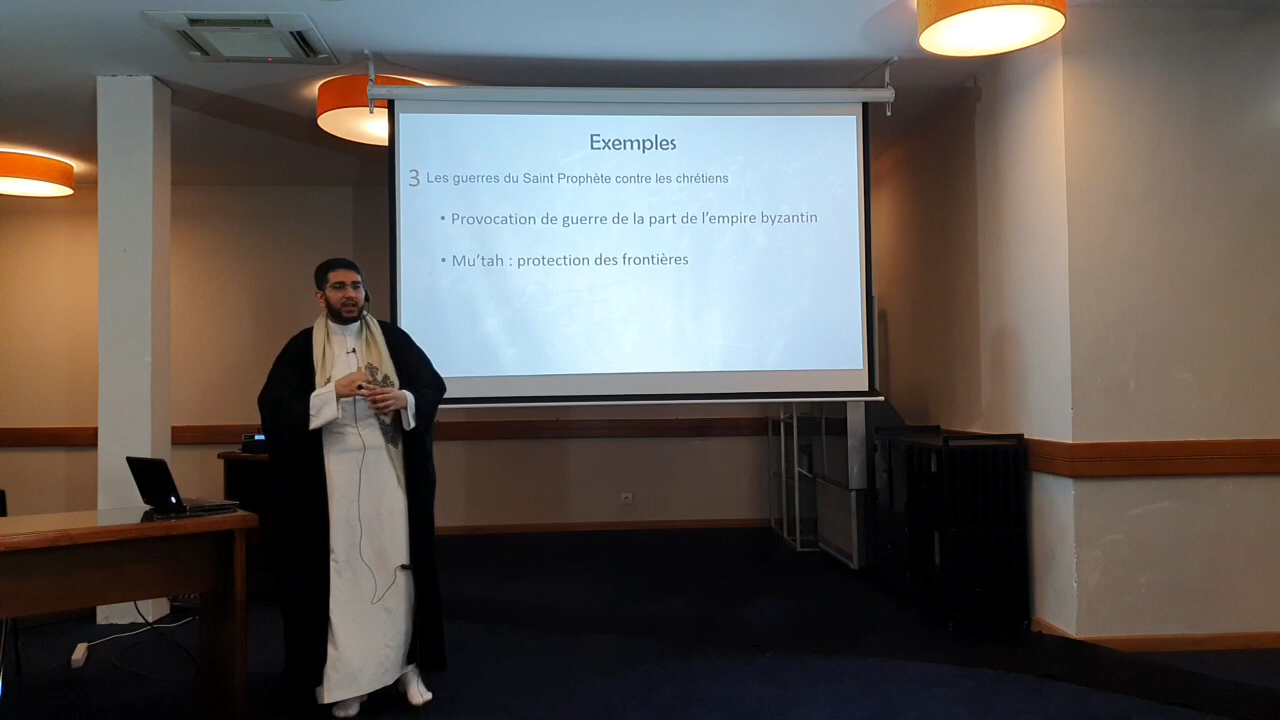 Exemples
3 Les guerres du Saint Prophète contre les chrétiens
• Provocation de guerre de la part de l’empire byzantin
• Mu’tah : protection des frontières